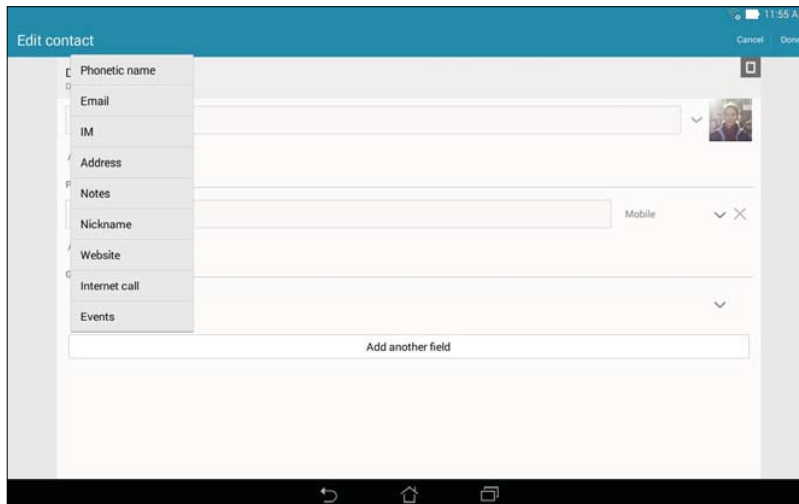 11:55 A
Edit contact
Cancel
Done
Phonetic name
Email
IM
Address
Notes
Nickname
Mobile
Website
Internet call
Events
Add another field